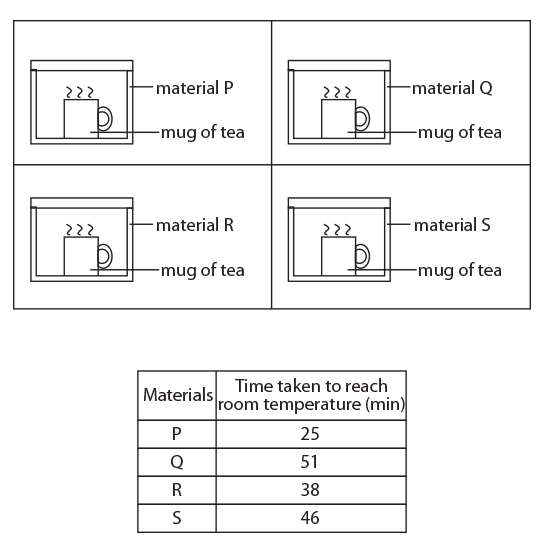 material P
mug of tea
material Q
mug of tea
material R
mug of tea
material S
mug of tea
Materials Time taken to reach room temperature (min)
P 25
Q 51
R 38
S 46